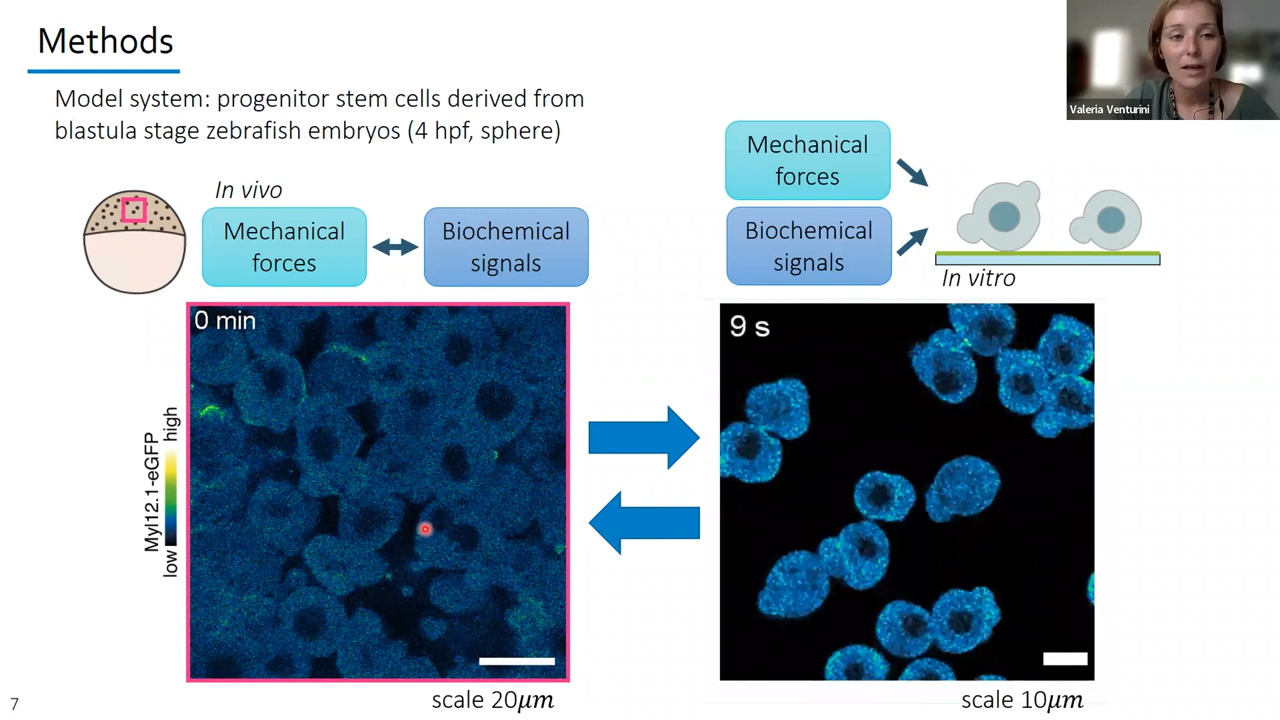 Methods
Valeria Venturini
Model system: progenitor stem cells derived from
blastula stage zebrafish embryos (4 hpf, sphere)
In vivo
Mechanical
forces
Biochemical
signals
Mechanical
forces
Biochemical
signals
In vitro
0 min
9 s
Myl12.1-eGFP
low
high
scale 20μm
scale 10μm
7